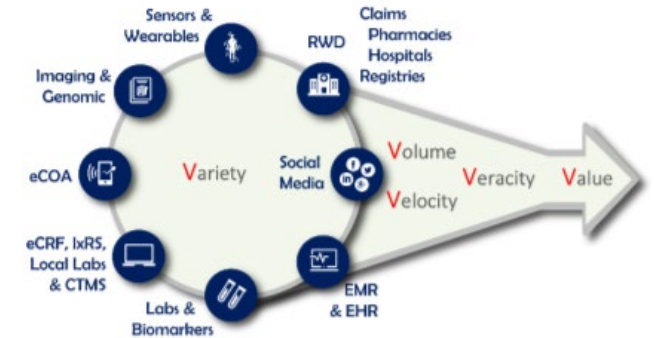 Sensors &
Wearables
RWD
Claims
Pharmacies
Hospitals
Registries
Imaging &
Genomic
eCOA
Variety
Social
Media
Volume
Velocity
Veracity
Value
eCRF, IxRS,
Local Labs
& CTMS
Labs &
Biomarkers
EMR
& EHR